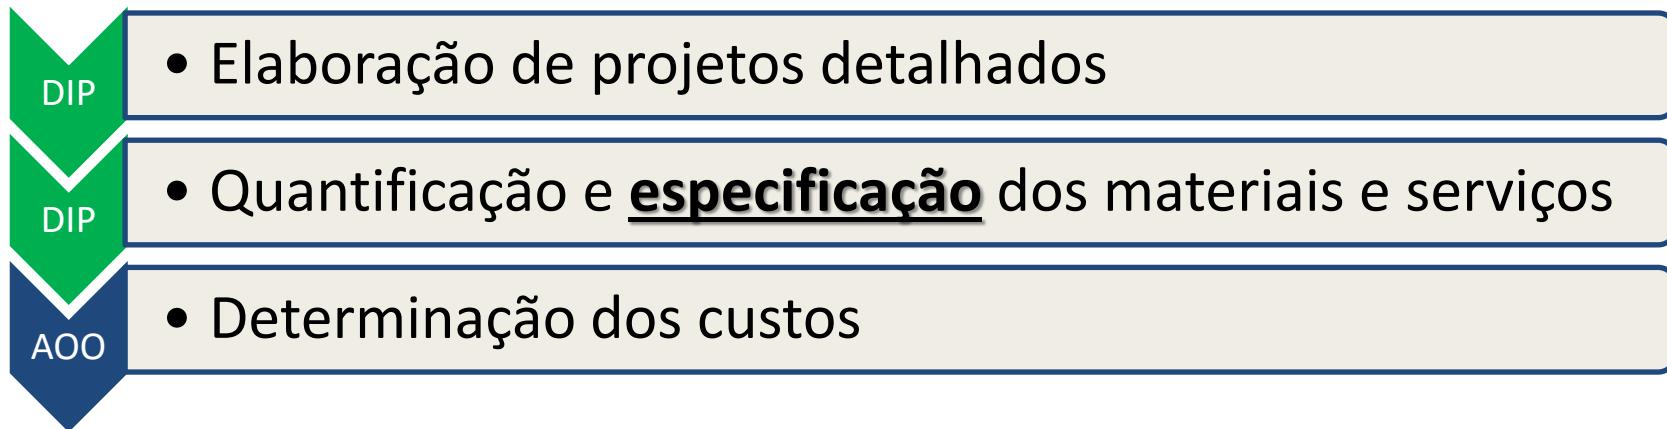 DIP
• Elaboração de projetos detalhados
DIP
• Quantificação e especificação dos materiais e serviços
AOO
• Determinação dos custos